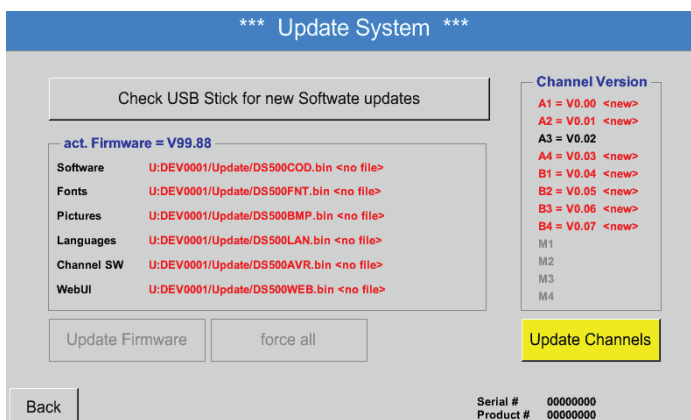 *** Update System ***
Check USB Stick for new Softwate updates
act. Firmware = V99.88
Software U:DEV0001/Update/DS500COD.bin <no file>
Fonts U:DEV0001/Update/DS500FNT.bin <no file>
Pictures U:DEV0001/Update/DS500BMP.bin <no file>
Languages U:DEV0001/Update/DS500LAN.bin <no file>
Channel SW U:DEV0001/Update/DS500AVR.bin <no file>
WebUI U:DEV0001/Update/DS500WEB.bin <no file>
Update Firmware
force all
Channel Version
A1 = V0.00 <new>
A2 = V0.01 <new>
A3 = V0.02
A4 = V0.03 <new>
B1 = V0.04 <new>
B2 = V0.05 <new>
B3 = V0.06 <new>
B4 = V0.07 <new>
M1
M2
M3
M4
Update Channels
Back
Serial # 00000000
Product # 00000000